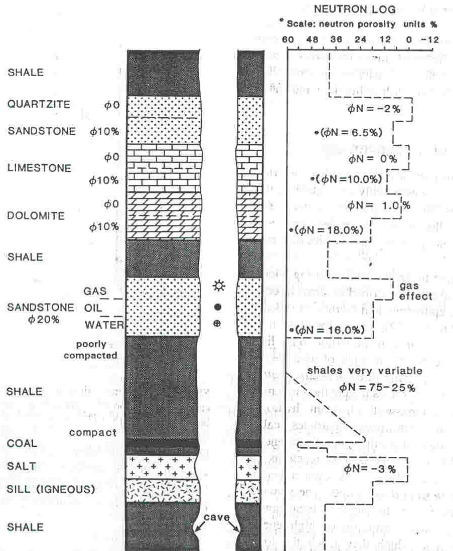 NEUTRON LOG
* Scale: neutron porosity units %
60 48 36 24 12 0 -12
SHALE
QUARTZITE ϕ0
ϕN = -2%
SANDSTONE ϕ10%
*(ϕN = 6.5%)
ϕ0
ϕN = 0%
LIMESTONE
ϕ10%
*(ϕN = 10.0%)
ϕ0
ϕN = 1.0%
DOLOMITE
ϕ10%
*(ϕN = 18.0%)
SHALE
GAS
gas
effect
SANDSTONE OIL
ϕ20%
WATER
*(ϕN = 16.0%)
poorly
compacted
shales very variable
ϕN = 75-25%
SHALE
compact
COAL
SALT
ϕN = -3%
SILL (IGNEOUS)
cave
SHALE